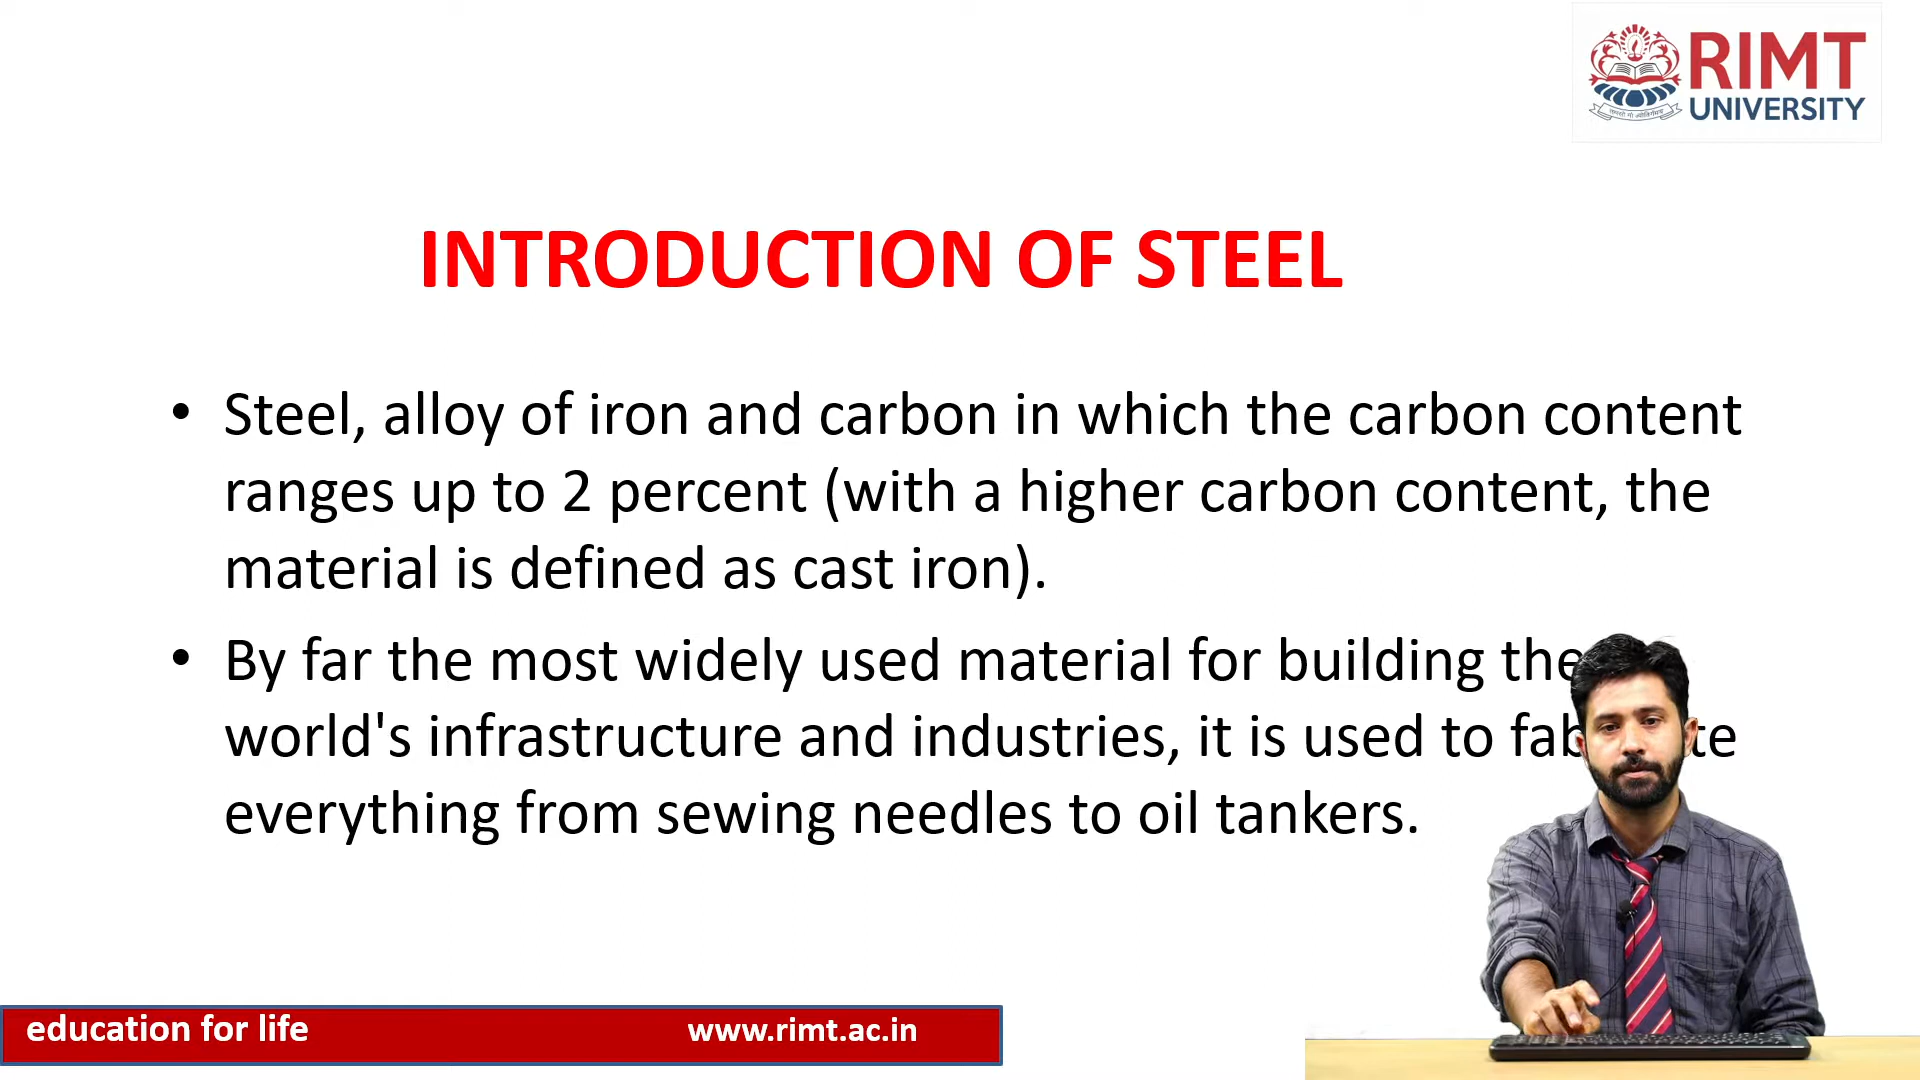 RIMT
UNIVERSITY
INTRODUCTION OF STEEL
• Steel, alloy of iron and carbon in which the carbon content
ranges up to 2 percent (with a higher carbon content, the
material is defined as cast iron).
• By far the most widely used material for building the
world's infrastructure and industries, it is used to
everything from sewing needles to oil tankers.
education for life www.rimt.ac.in